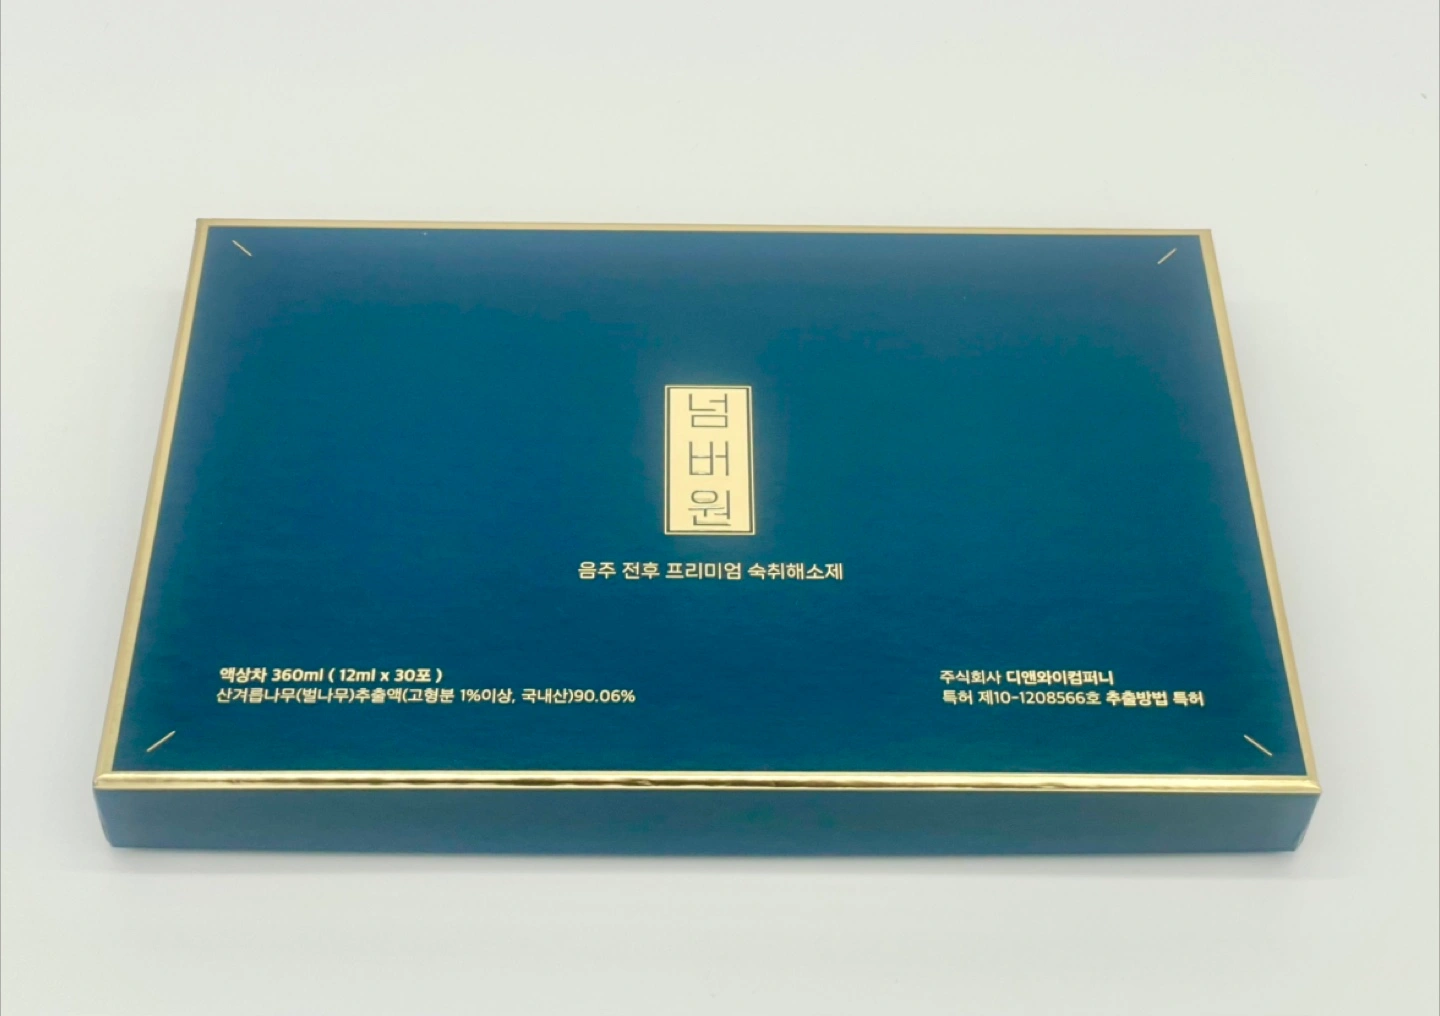 넘
버
원
음주 전후 프리미엄 숙취해소제
액상차 360ml ( 12ml x 30포 )
산겨릅나무(벌나무)추출액(고형분 1%이상, 국내산)90.06%
주식회사 디앤와이컴퍼니
특허 제10-1208566호 추출방법 특허